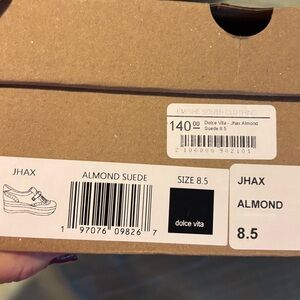 140.00
Dolce Vita - Jhax Almond
Suede 8.5
JHAX
ALMOND SUEDE
SIZE 8.5
1 97076 09826 7
dolce vita
JHAX
ALMOND
8.5